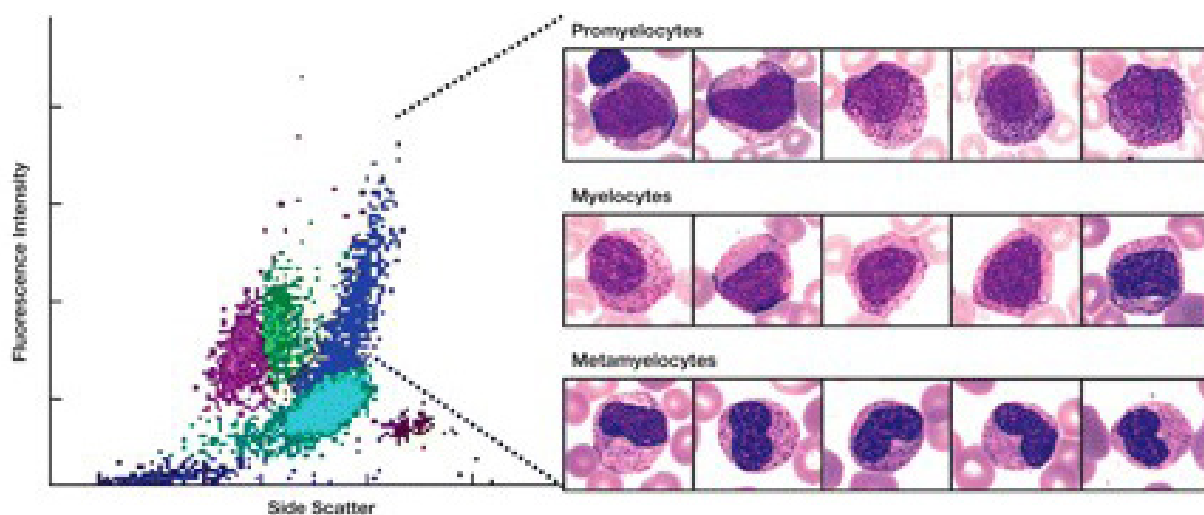 Promyelocytes
Fluorescence Intensity
Myelocytes
Metamyelocytes
Side Scatter